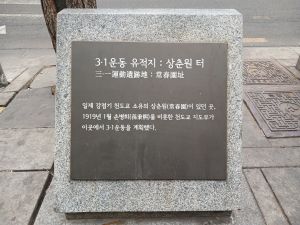 3·1운동 유적지 : 상춘원 터
三·一運動遺跡地 : 常春園址
일제 강점기 천도교 소유의 상춘원(常春園)이 있던 곳.
1919년 1월 손병희(孫秉熙)를 비롯한 천도교 지도부가
이곳에서 3·1운동을 계획했다.